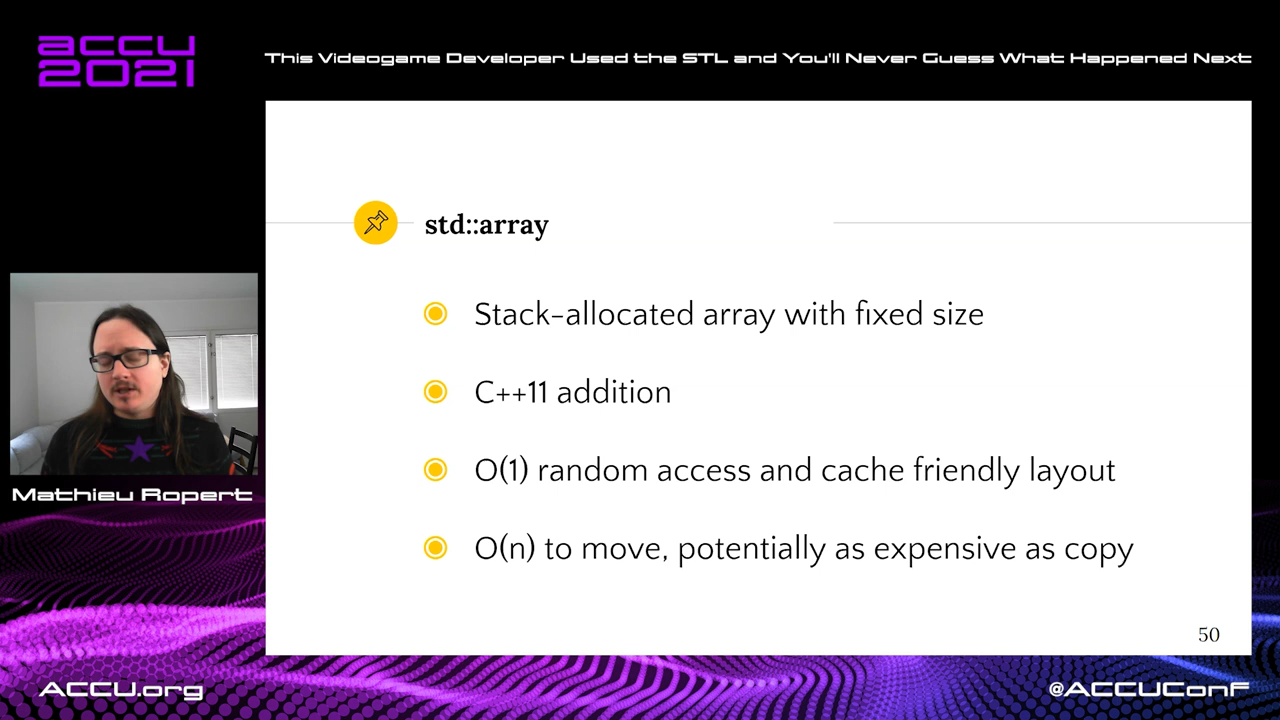 accu
2021
This Videogame Developer Used the STL and You'll Never Guess What Happened Next
std::array
Stack-allocated array with fixed size
C++11 addition
O(1) random access and cache friendly layout
O(n) to move, potentially as expensive as copy
50
Mathieu Ropert
ACCU.org
@ACCUConf